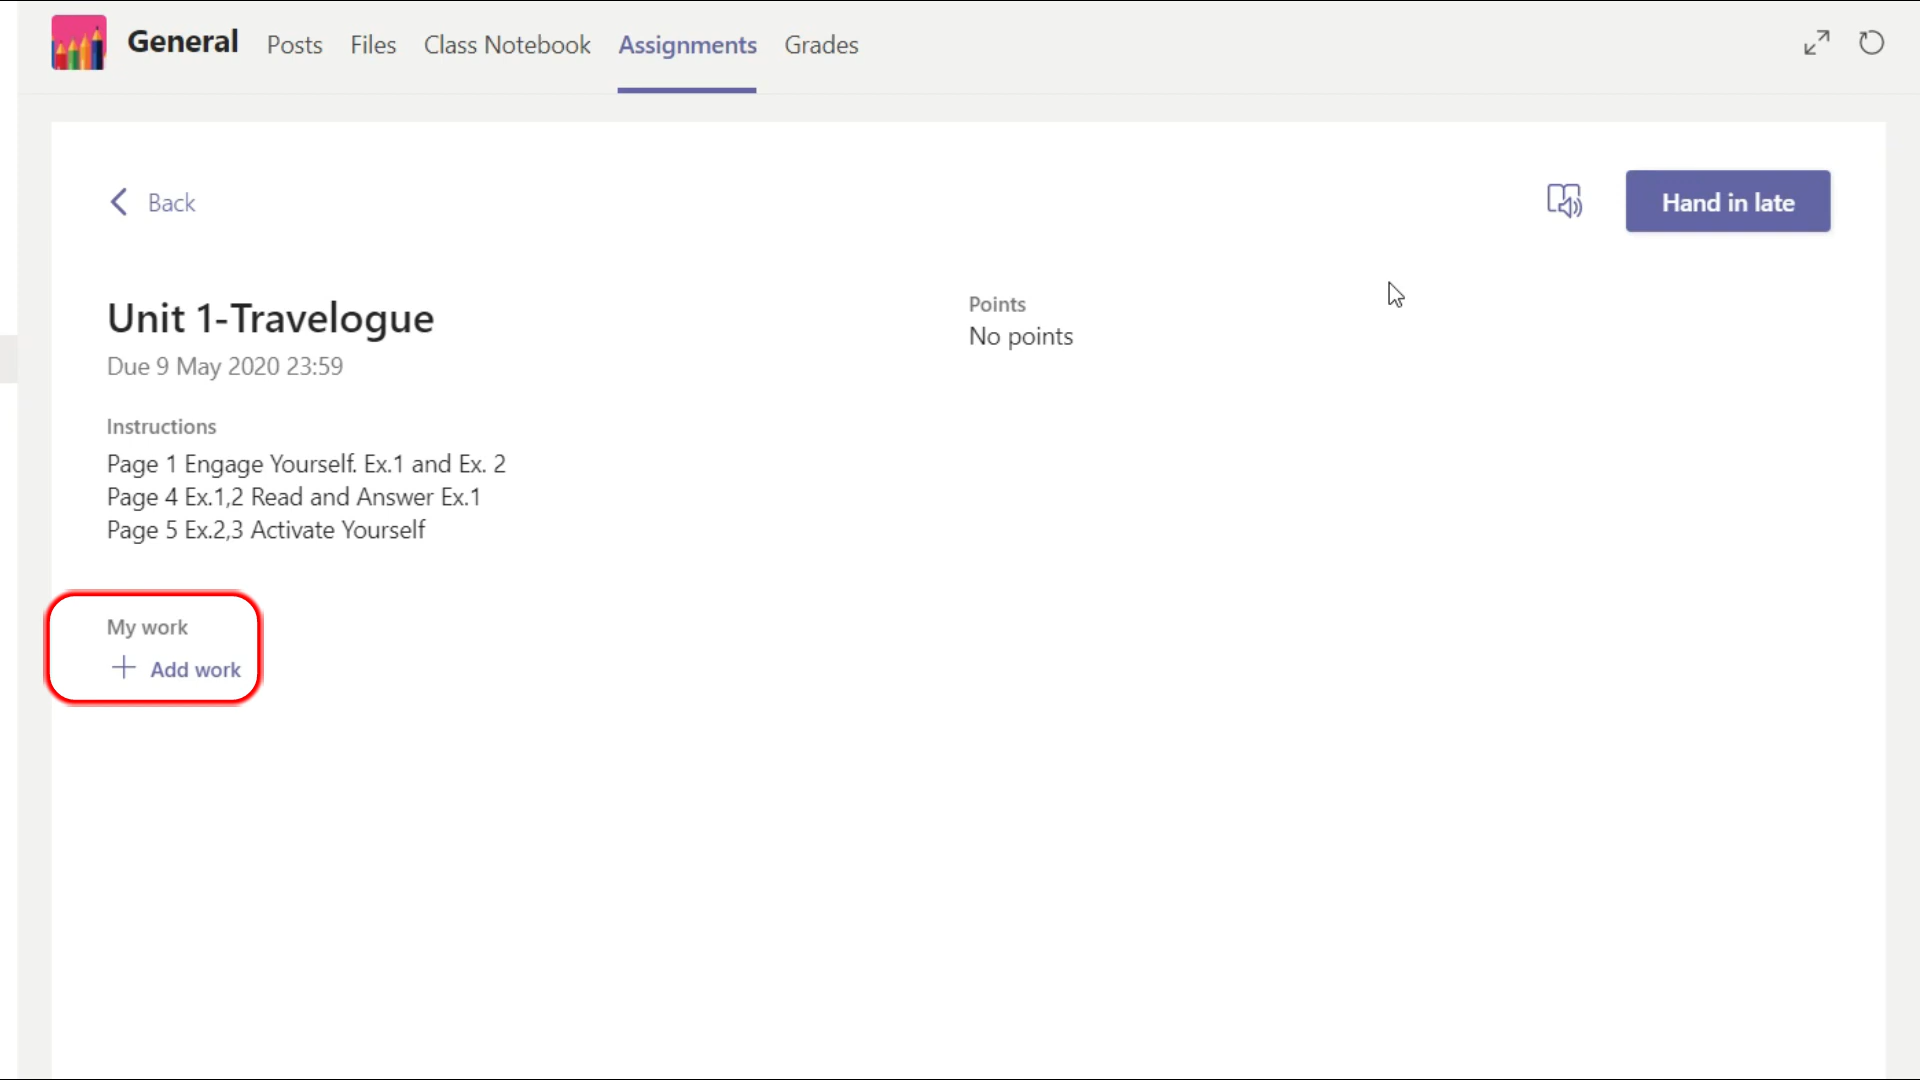 General Posts Files Class Notebook Assignments Grades
Back
Hand in late
Unit 1-Travelogue
Due 9 May 2020 23:59
Points
No points
Instructions
Page 1 Engage Yourself. Ex.1 and Ex. 2
Page 4 Ex.1,2 Read and Answer Ex.1
Page 5 Ex.2,3 Activate Yourself
My work
+ Add work